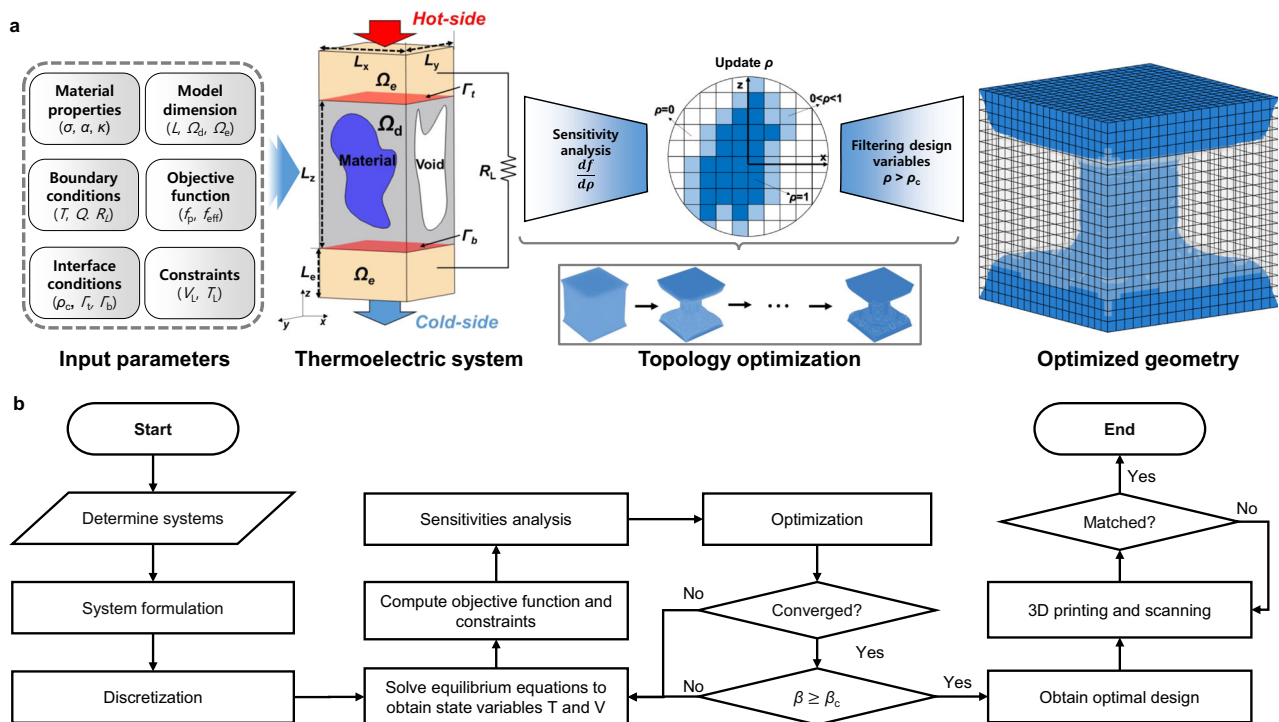 a
Material
properties
(σ, α, κ)
Model
dimension
(L, Ωd, Ωe)
Boundary
conditions
(T, Q. RL)
Objective
function
(fp, feff)
Interface
conditions
(ρc, Γt, Γb)
Constraints
(VL, TL)
Input parameters
Hot-side
Lx
Ly
Ωe
Γt
Ωd
Material
Void
Lz
RL
Γb
Le
Ωe
z
y
x
Cold-side
Thermoelectric system
Sensitivity
analysis
df
dρ
Update ρ
z
ρ=0
0<ρ<1
x
ρ=1
Filtering design
variables
ρ > ρc
Topology optimization
Optimized geometry
b
Start
Determine systems
System formulation
Discretization
Sensitivities analysis
Compute objective function and
constraints
Solve equilibrium equations to
obtain state variables T and V
Optimization
No
Converged?
Yes
No
β ≥ βc
Yes
End
Yes
Matched?
No
3D printing and scanning
Obtain optimal design